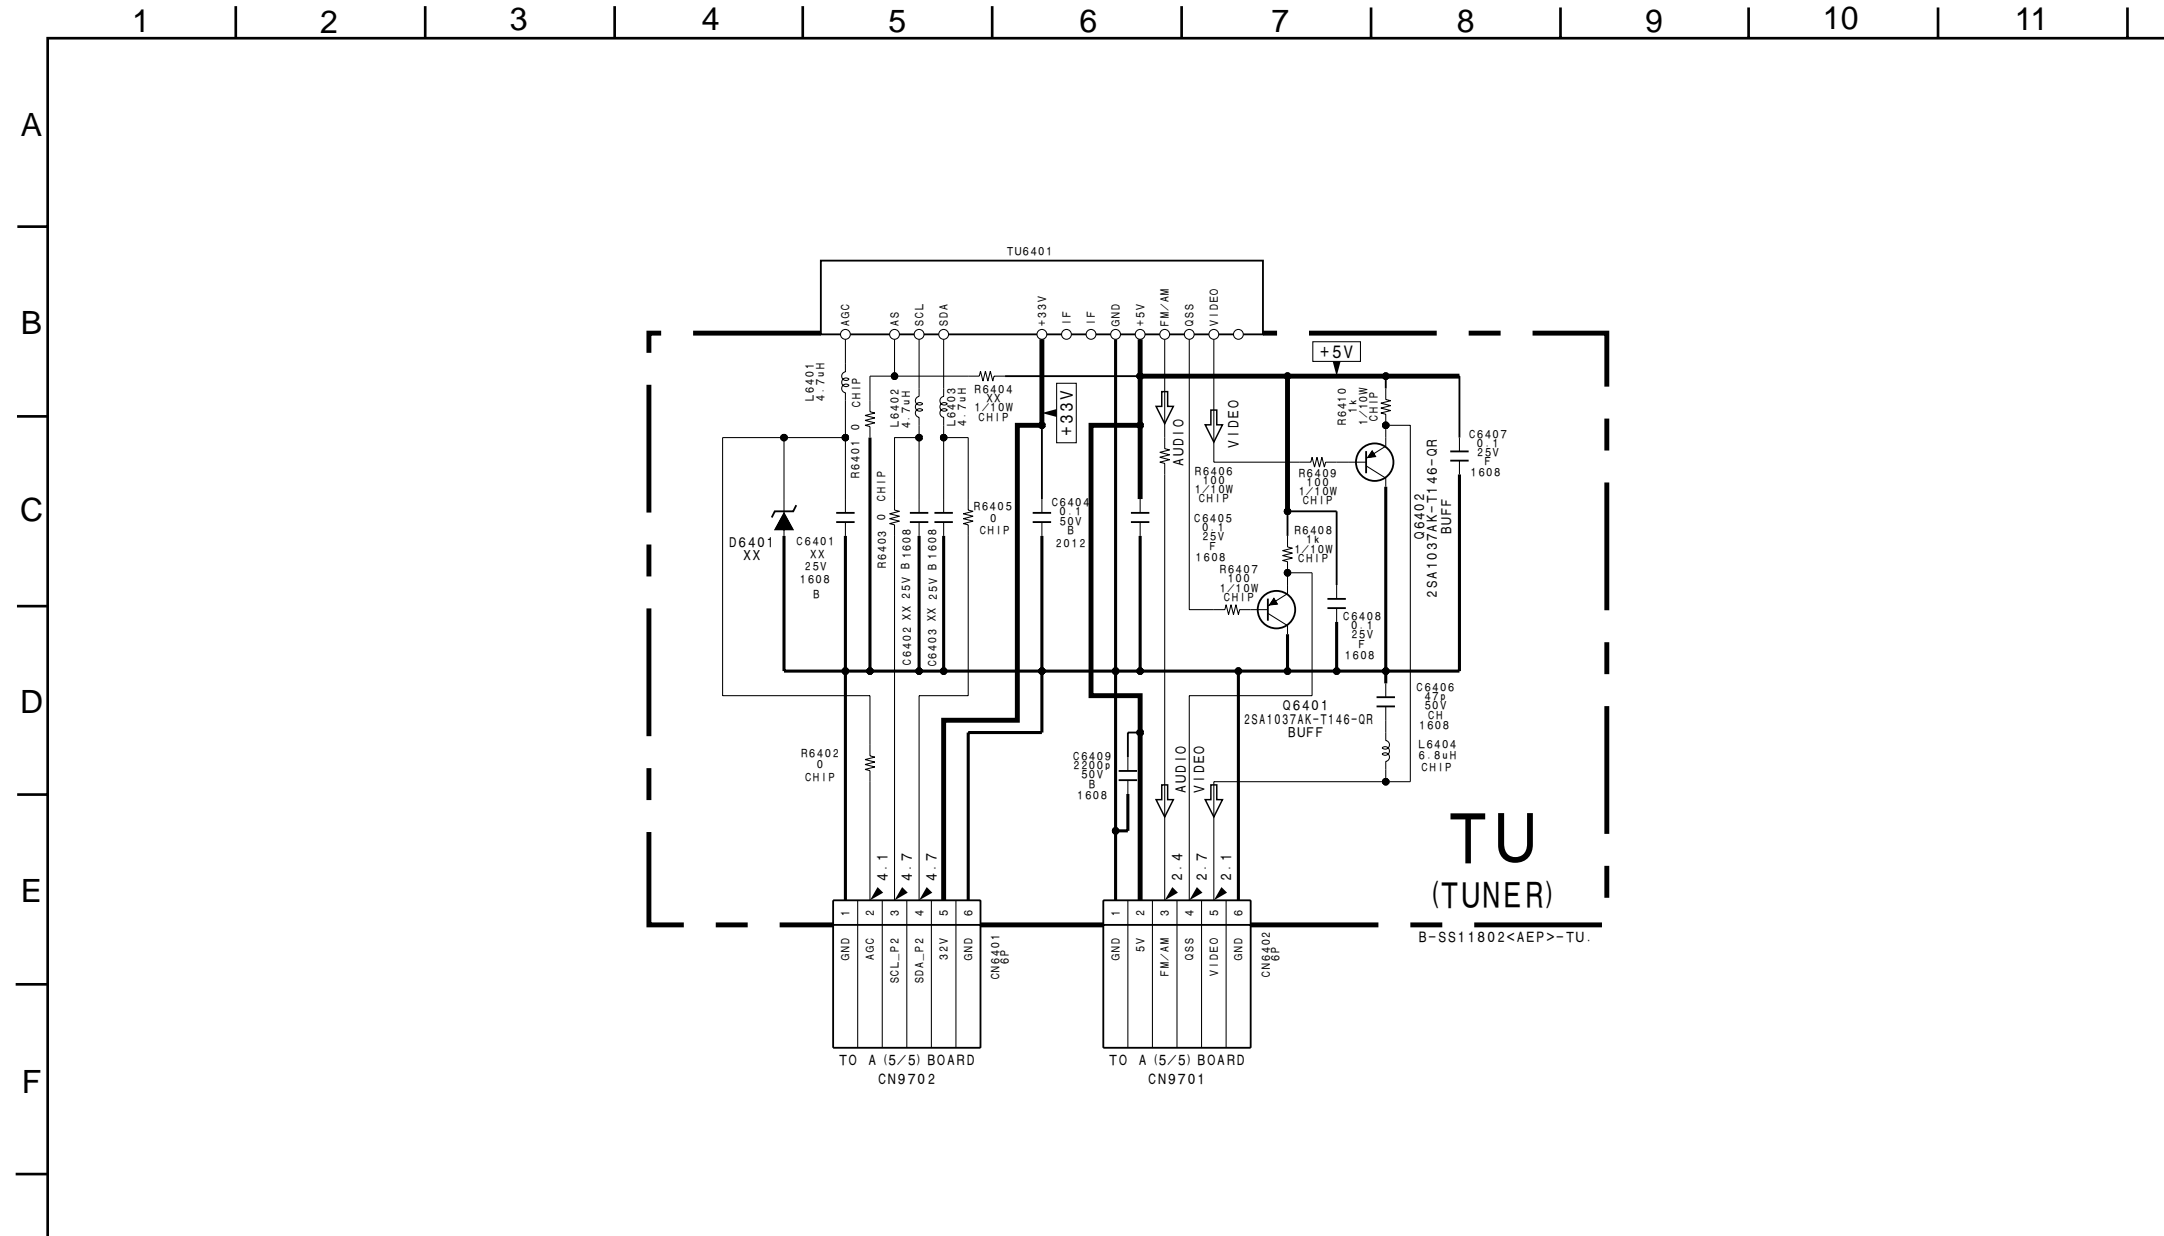 1 2 3 4 5 6 7 8 9 10 11
A
B
C
D
E
F
TU6401
AGC
AS
SCL
SDA
+33V
IF
IF
GND
+5V
FM/AM
QSS
VIDEO
+5V
L6401
4.7uH
CHIP
R6401 0
L6402
4.7uH
L6403
4.7uH
R6404
XX
1/10W
CHIP
+33V
AUDIO
VIDEO
R6410
1k
1/10W
CHIP
C6407
0.1
25V
F
1608
R6406
100
1/10W
CHIP
R6409
100
1/10W
CHIP
Q6402
2SA1037AK-T146-QR
BUFF
D6401
XX
C6401
XX
25V
1608
B
R6403 0 CHIP
C6402 XX 25V B 1608
C6403 XX 25V B 1608
R6405
0
CHIP
C6404
0.1
50V
B
2012
C6405
0.1
25V
F
1608
R6408
1k
1/10W
CHIP
R6407
100
1/10W
CHIP
C6408
0.1
25V
F
1608
Q6401
2SA1037AK-T146-QR
BUFF
C6406
47p
50V
CH
1608
L6404
6.8uH
CHIP
R6402
0
CHIP
C6409
2200p
50V
B
1608
AUDIO
VIDEO
TU
(TUNER)
B-SS11802<AEP>-TU.
4.1
4.7
4.7
2.4
2.7
2.1
1 2 3 4 5 6
GND
AGC
SCL_P2
SDA_P2
32V
GND
CN6401
6P
1 2 3 4 5 6
GND
5V
FM/AM
QSS
VIDEO
GND
CN6402
6P
TO A (5/5) BOARD
CN9702
TO A (5/5) BOARD
CN9701